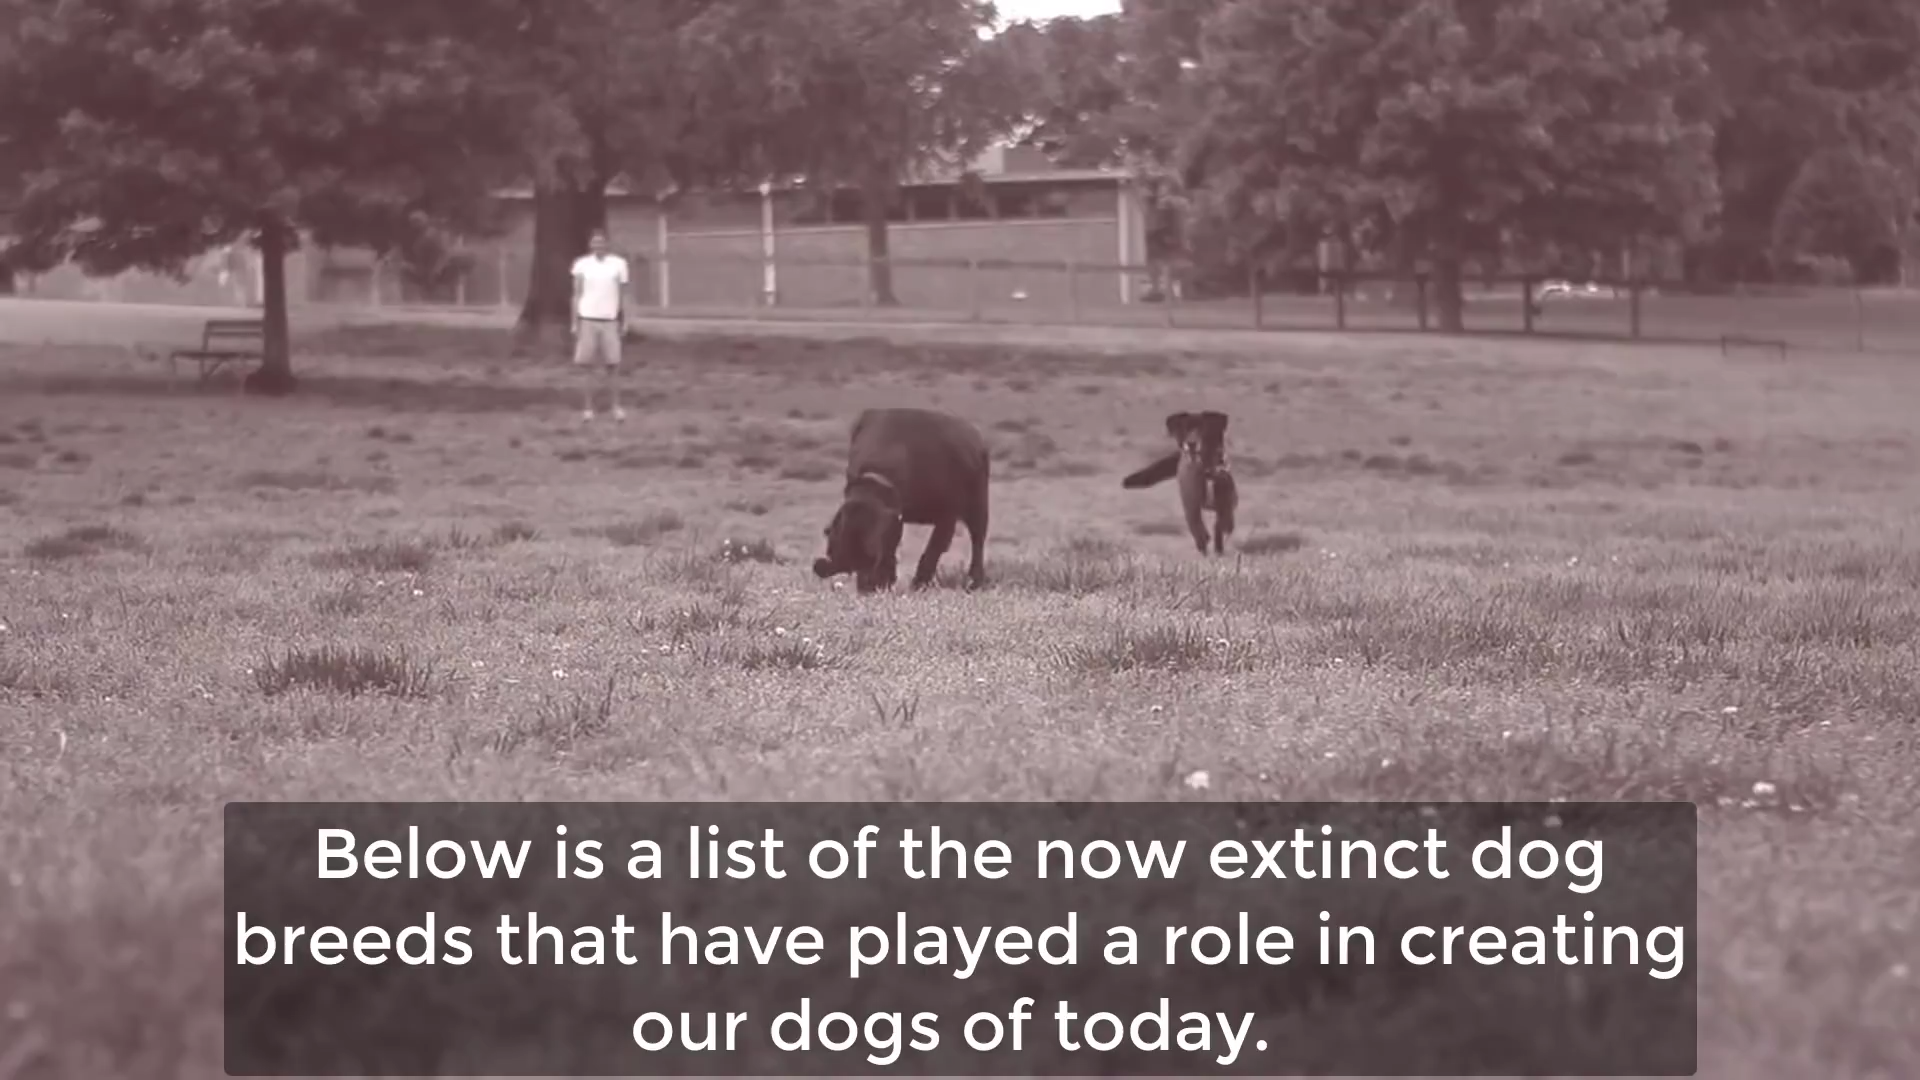 Below is a list of the now extinct dog
breeds that have played a role in creating
our dogs of today.